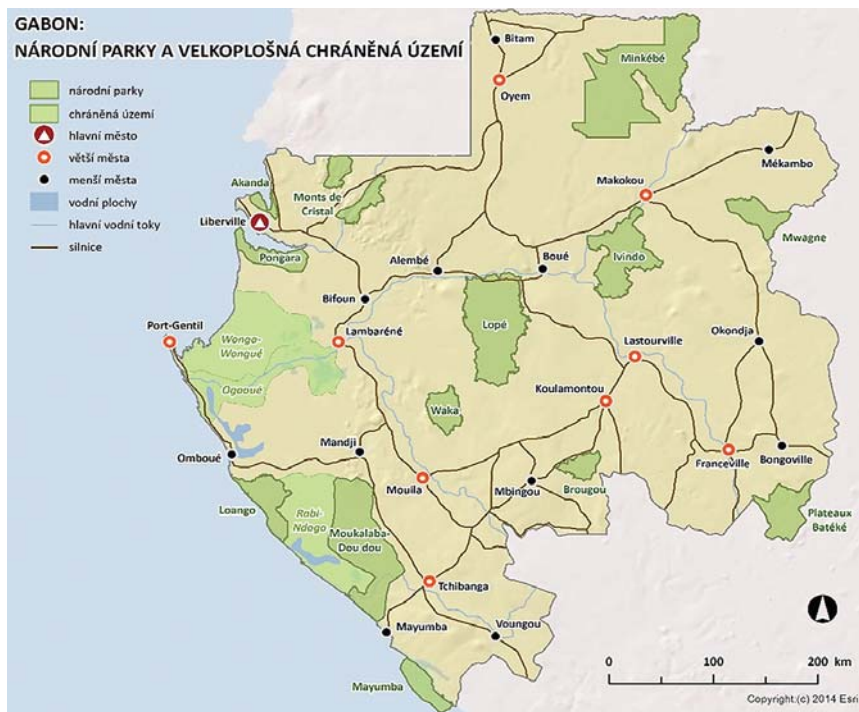 GABON:
NÁRODNÍ PARKY A VELKOPLOŠNÁ CHRÁNĚNÁ ÚZEMÍ
národní parky
chráněná území
hlavní město
větší města
menší města
vodní plochy
hlavní vodní toky
silnice
Bitam
Minkébé
Oyem
Mékambo
Makokou
Akanda
Monts de
Cristal
Liberville
Mwagne
Pongara
Alembé
Boué
Ivindo
Bifoun
Port-Gentil
Wonga-
Wongué
Lambaréné
Lopé
Okondja
Lastourville
Ogooué
Koulamontou
Waka
Mandji
Omboué
Franceville
Bongoville
Mouila
Mbingou
Brougou
Loango
Rabi-
Ndogo
Moukalaba-
Dou dou
Plateaux
Batéké
Tchibanga
Mayumba
Voungou
Mayumba
0 100 200 km
Copyright:(c) 2014 Esri